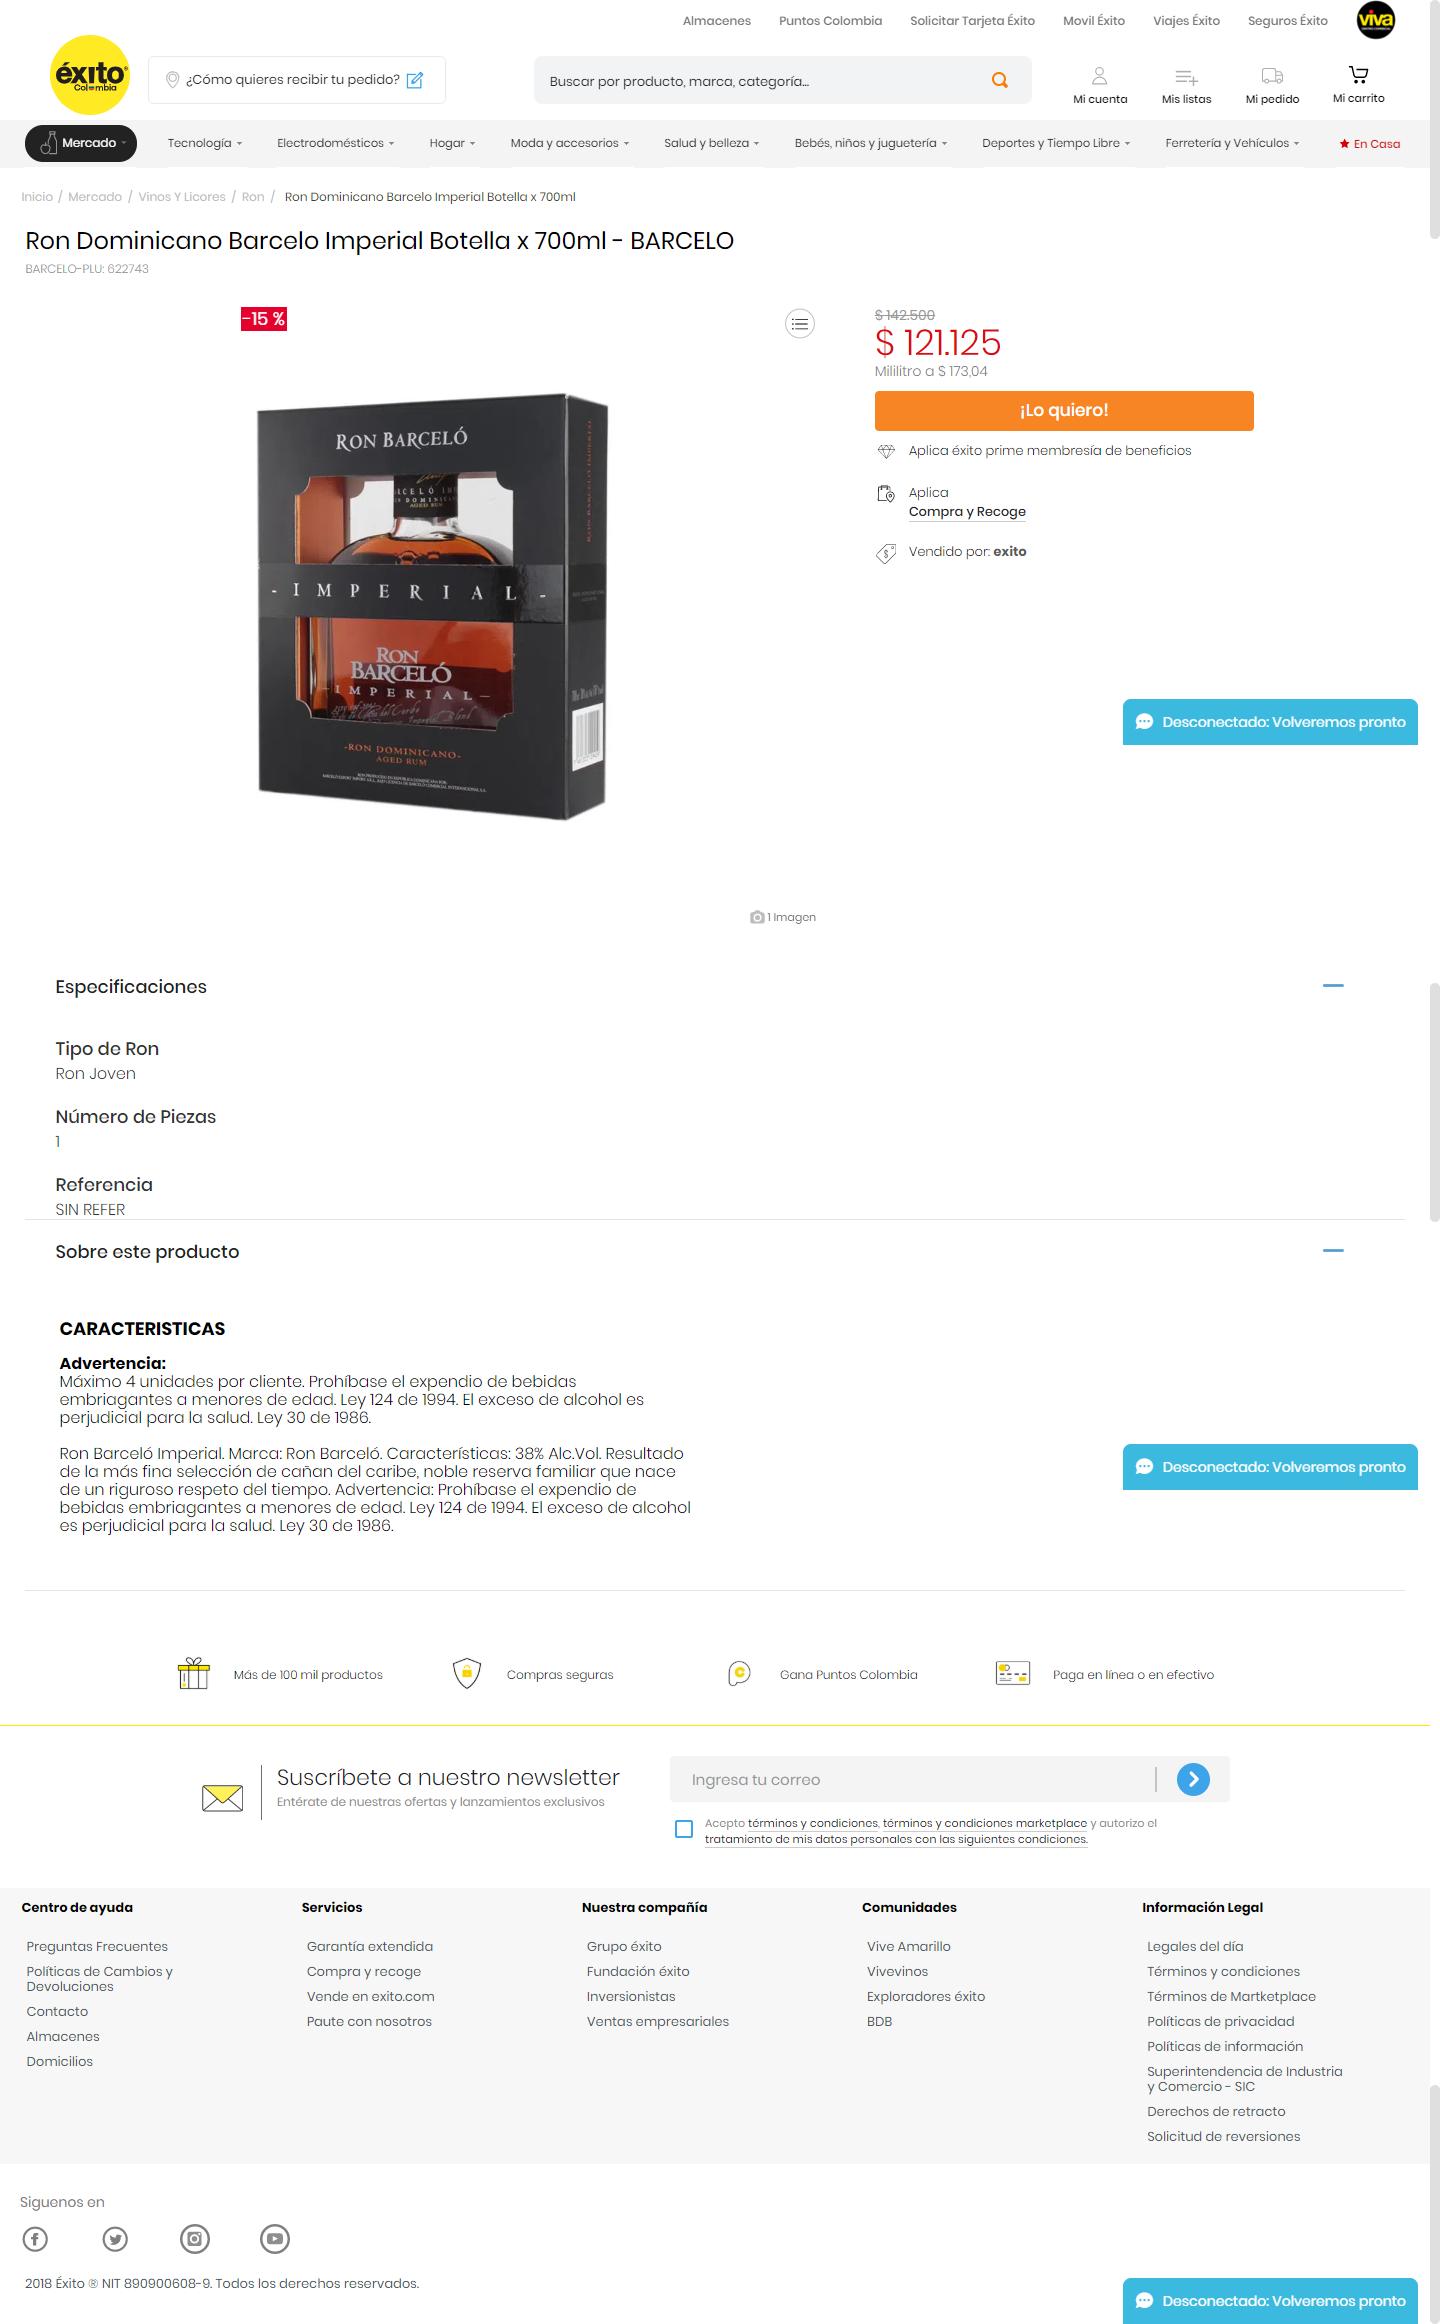 Almacenes Puntos Colombia Solicitar Tarjeta Éxito Movil Éxito Viajes Éxito Seguros Éxito viva
éxito
Colombia
¿Cómo quieres recibir tu pedido?
Buscar por producto, marca, categoría...
Mi cuenta Mis listas Mi pedido Mi carrito
Mercado Tecnología Electrodomésticos Hogar Moda y accesorios Salud y belleza Bebés, niños y juguetería Deportes y Tiempo Libre Ferretería y Vehículos En Casa
Inicio / Mercado / Vinos Y Licores / Ron / Ron Dominicano Barcelo Imperial Botella x 700ml
Ron Dominicano Barcelo Imperial Botella x 700ml - BARCELO
BARCELO-PLU: 622743
-15 %
RON BARCELÓ
AGED RUM
- IMPERIAL -
RON
BARCELÓ
IMPERIAL
-RON DOMINICANO-
AGED RUM
RON BARCELÓ IMPERIAL
1 Imagen
$ 142.500
$ 121.125
Mililitro a $ 173,04
¡Lo quiero!
Aplica éxito prime membresía de beneficios
Aplica
Compra y Recoge
Vendido por: exito
Desconectado: Volveremos pronto
Especificaciones
Tipo de Ron
Ron Joven
Número de Piezas
1
Referencia
SIN REFER
Sobre este producto
CARACTERISTICAS
Advertencia:
Máximo 4 unidades por cliente. Prohíbase el expendio de bebidas
embriagantes a menores de edad. Ley 124 de 1994. El exceso de alcohol es
perjudicial para la salud. Ley 30 de 1986.
Ron Barceló Imperial. Marca: Ron Barceló. Características: 38% Alc.Vol. Resultado
de la más fina selección de cañan del caribe, noble reserva familiar que nace
de un riguroso respeto del tiempo. Advertencia: Prohíbase el expendio de
bebidas embriagantes a menores de edad. Ley 124 de 1994. El exceso de alcohol
es perjudicial para la salud. Ley 30 de 1986.
Desconectado: Volveremos pronto
Más de 100 mil productos Compras seguras Gana Puntos Colombia Paga en línea o en efectivo
Suscríbete a nuestro newsletter
Entérate de nuestras ofertas y lanzamientos exclusivos
Ingresa tu correo
Acepto términos y condiciones, términos y condiciones marketplace y autorizo el
tratamiento de mis datos personales con las siguientes condiciones.
Centro de ayuda
Preguntas Frecuentes
Políticas de Cambios y
Devoluciones
Contacto
Almacenes
Domicilios
Servicios
Garantía extendida
Compra y recoge
Vende en exito.com
Paute con nosotros
Nuestra compañía
Grupo éxito
Fundación éxito
Inversionistas
Ventas empresariales
Comunidades
Vive Amarillo
Vivevinos
Exploradores éxito
BDB
Información Legal
Legales del día
Términos y condiciones
Términos de Martketplace
Políticas de privacidad
Políticas de información
Superintendencia de Industria
y Comercio - SIC
Derechos de retracto
Solicitud de reversiones
Siguenos en
2018 Éxito ® NIT 890900608-9. Todos los derechos reservados.
Desconectado: Volveremos pronto